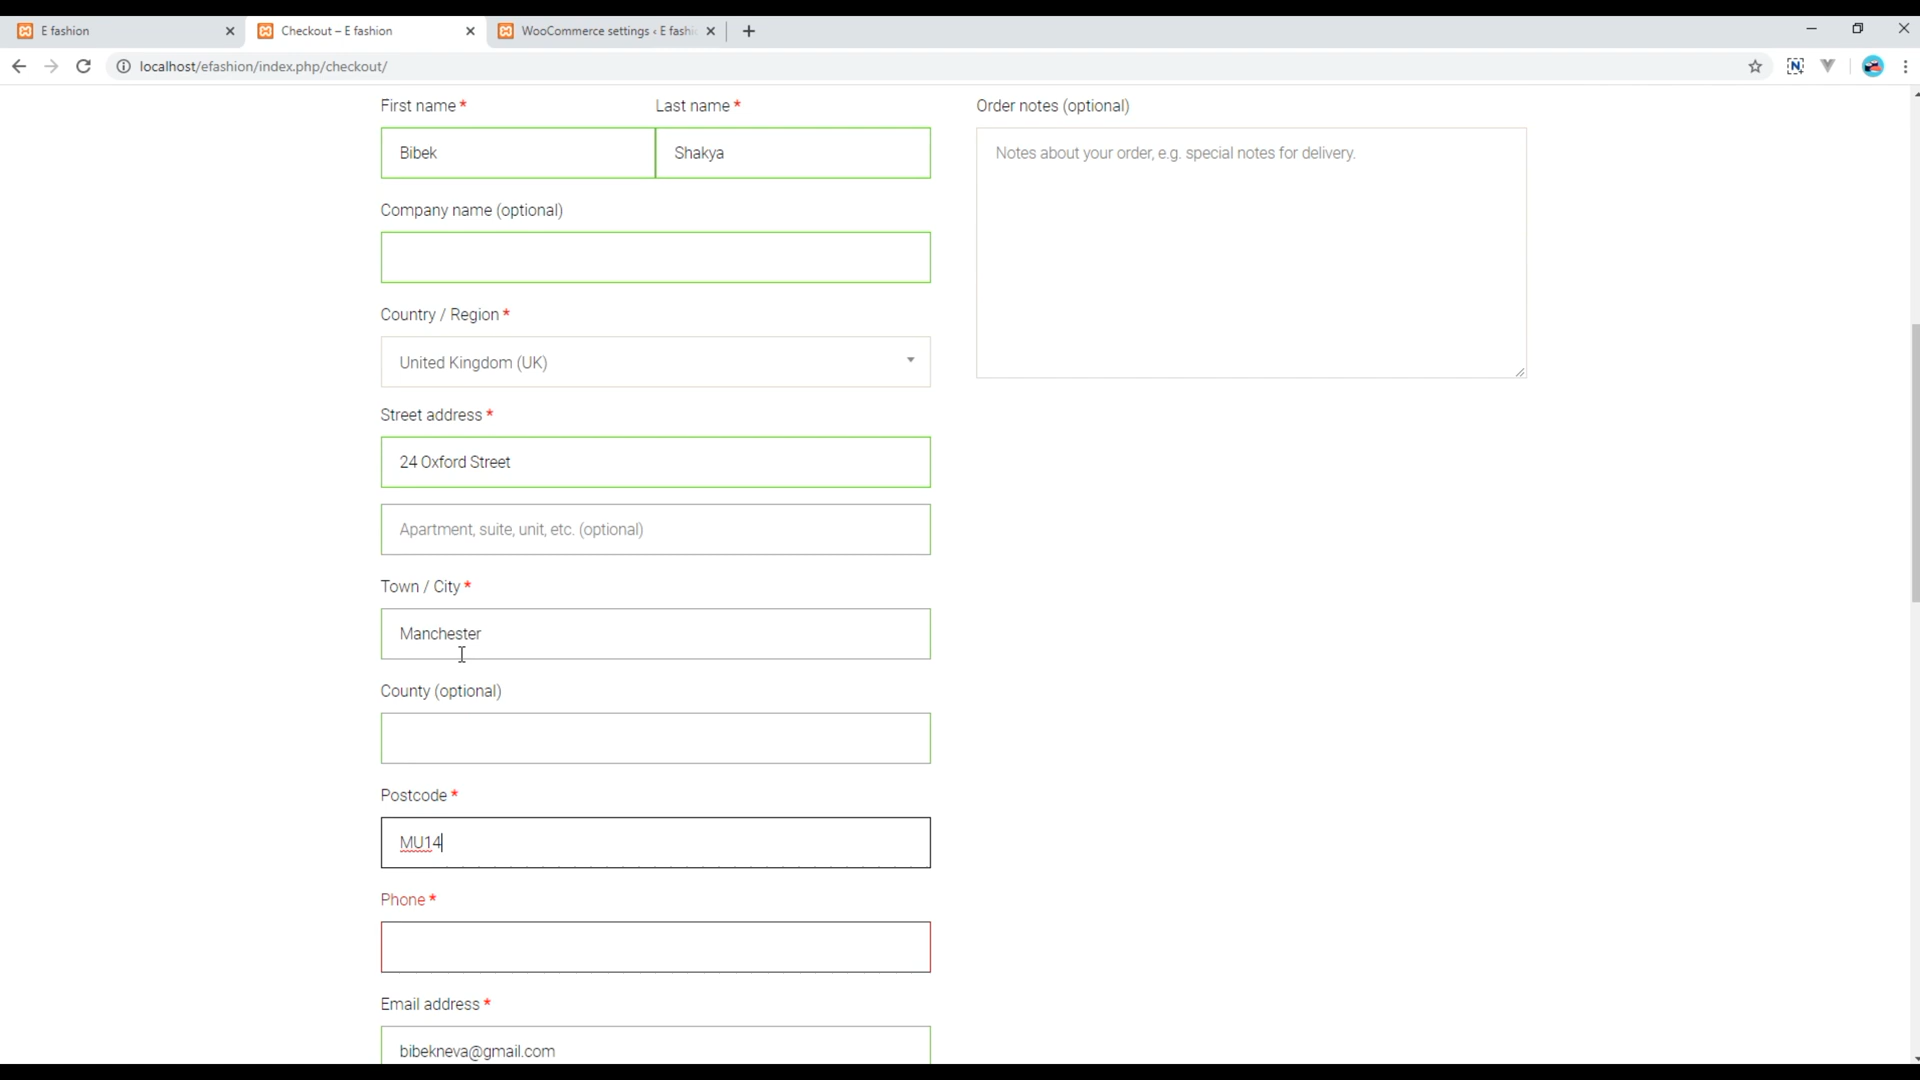 E fashion
Checkout – E fashion
WooCommerce settings ‹ E fashi
localhost/efashion/index.php/checkout/
First name *
Last name *
Order notes (optional)
Bibek
Shakya
Notes about your order, e.g. special notes for delivery.
Company name (optional)
Country / Region *
United Kingdom (UK)
Street address *
24 Oxford Street
Apartment, suite, unit, etc. (optional)
Town / City *
Manchester
County (optional)
Postcode *
MU14
Phone *
Email address *
bibekneva@gmail.com